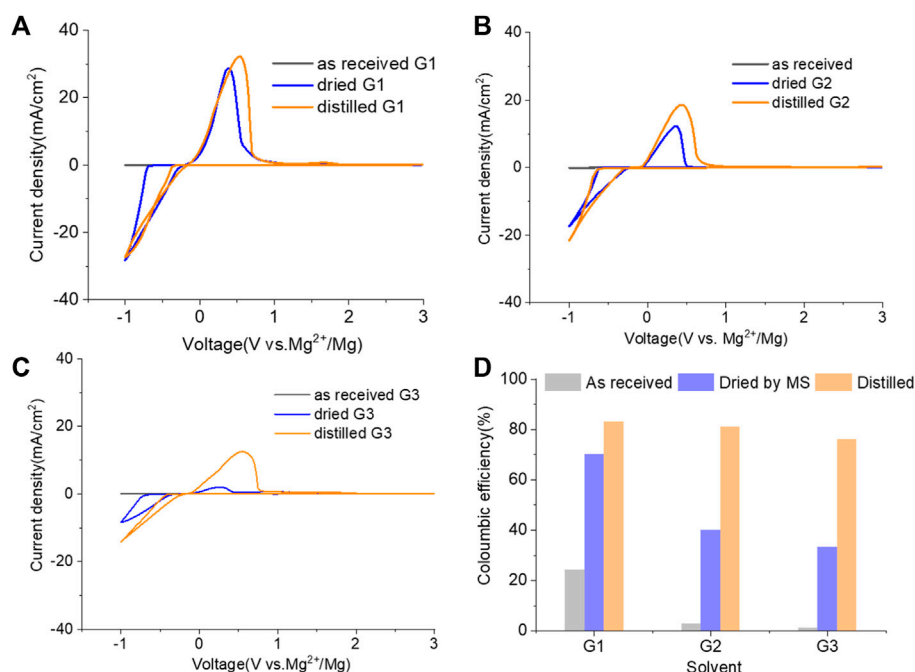 A
Current density(mA/cm²)
40
20
0
-20
-40
as received G1
dried G1
distilled G1
-1 0 1 2 3
Voltage(V vs.Mg²⁺/Mg)
B
Current density(mA/cm²)
40
20
0
-20
-40
as received
dried G2
distilled G2
-1 0 1 2 3
Voltage(V vs. Mg²⁺/Mg)
C
Current density(mA/cm²)
40
20
0
-20
-40
as received G3
dried G3
distilled G3
-1 0 1 2 3
Voltage(V vs.Mg²⁺/Mg)
D
Coloumbic efficiency(%)
100
80
60
40
20
0
As received Dried by MS Distilled
G1 G2 G3
Solvent